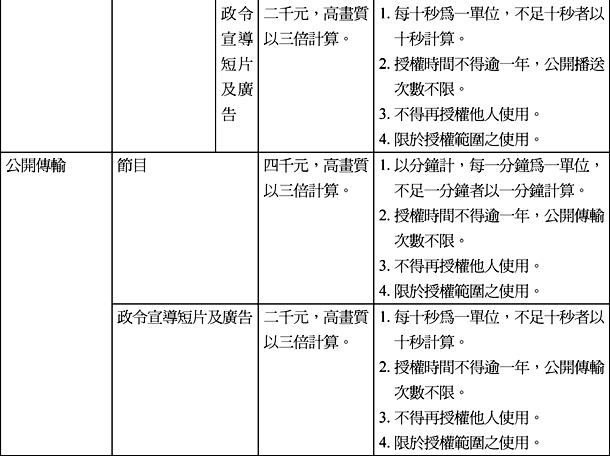 政令
宣導
短片
及廣
告
二千元，高畫質
以三倍計算。
1. 每十秒為一單位，不足十秒者以
十秒計算。
2. 授權時間不得逾一年，公開播送
次數不限。
3. 不得再授權他人使用。
4. 限於授權範圍之使用。
公開傳輸
節目
四千元，高畫質
以三倍計算。
1. 以分鐘計，每一分鐘為一單位，
不足一分鐘者以一分鐘計算。
2. 授權時間不得逾一年，公開傳輸
次數不限。
3. 不得再授權他人使用。
4. 限於授權範圍之使用。
政令宣導短片及廣告
二千元，高畫質
以三倍計算。
1. 每十秒為一單位，不足十秒者以
十秒計算。
2. 授權時間不得逾一年，公開傳輸
次數不限。
3. 不得再授權他人使用。
4. 限於授權範圍之使用。